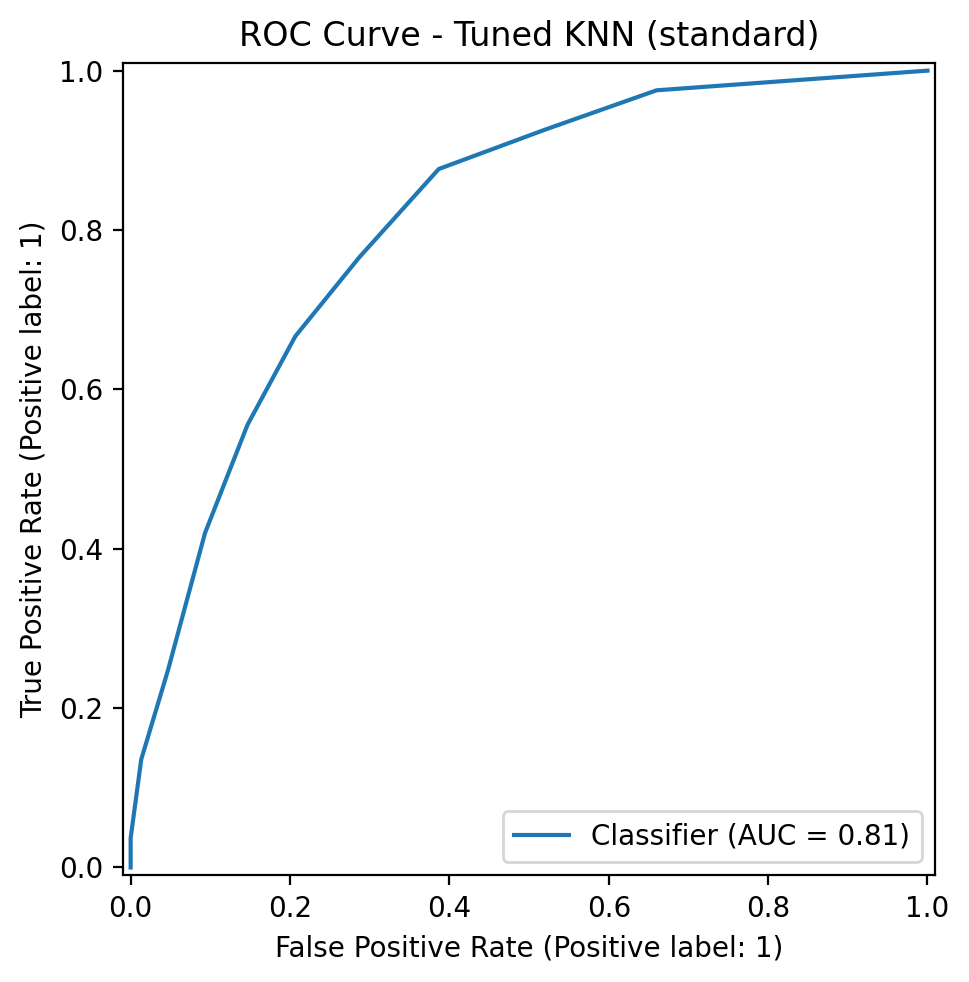 ROC Curve - Tuned KNN (standard)
True Positive Rate (Positive label: 1)
1.0
0.8
0.6
0.4
0.2
0.0
Classifier (AUC = 0.81)
0.0 0.2 0.4 0.6 0.8 1.0
False Positive Rate (Positive label: 1)